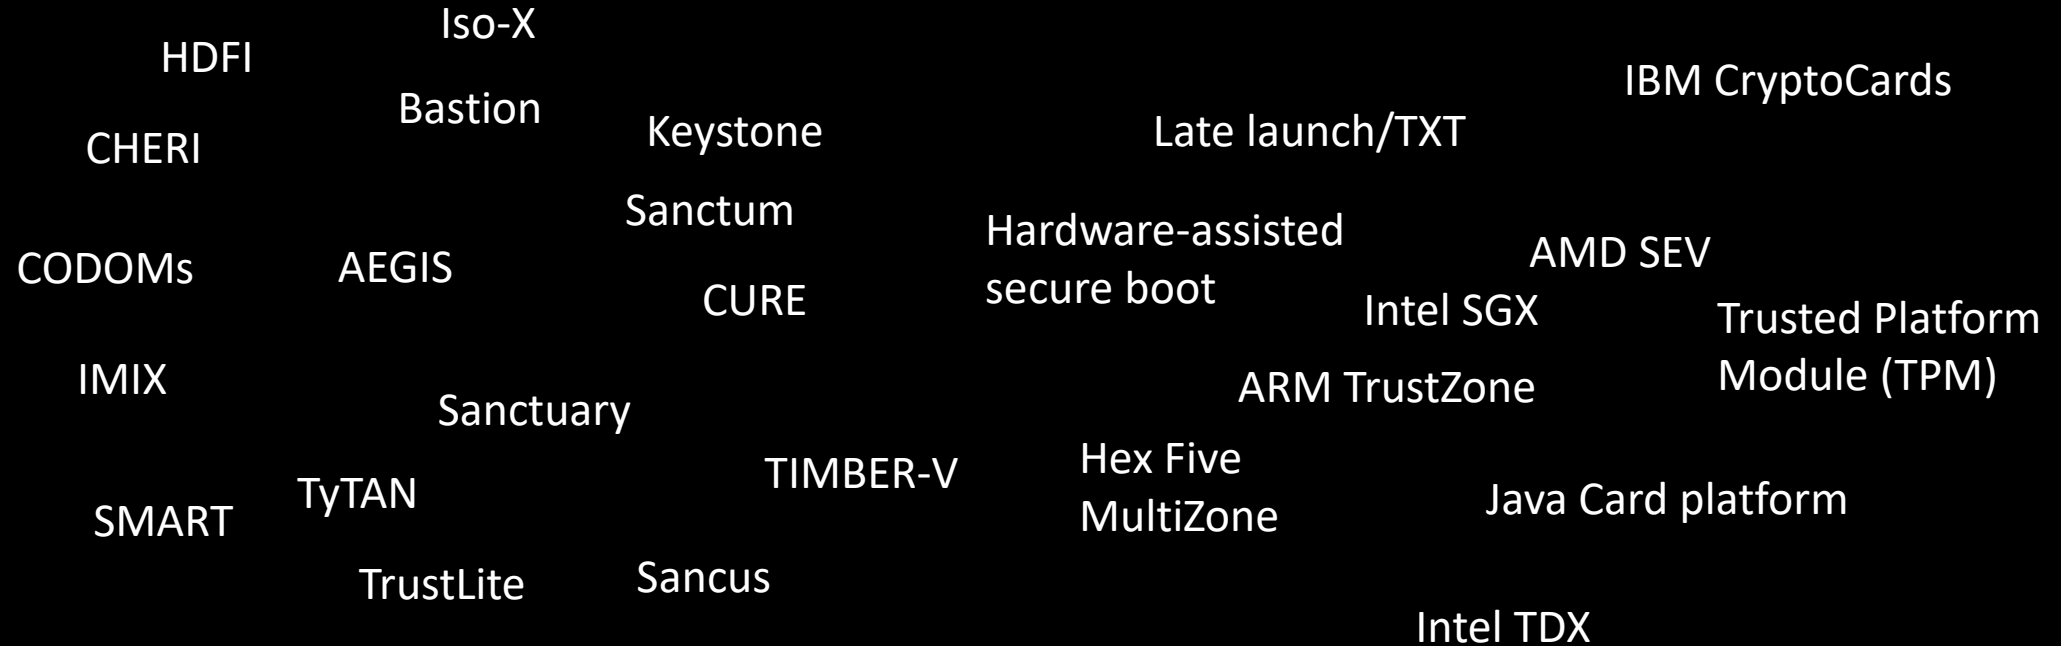 Iso-X
HDFI
IBM CryptoCards
Bastion
Keystone
Late launch/TXT
CHERI
Sanctum
Hardware-assisted
secure boot
AMD SEV
CODOMs
AEGIS
CURE
Intel SGX
Trusted Platform
Module (TPM)
IMIX
ARM TrustZone
Sanctuary
Hex Five
MultiZone
TIMBER-V
TyTAN
Java Card platform
SMART
TrustLite
Sancus
Intel TDX